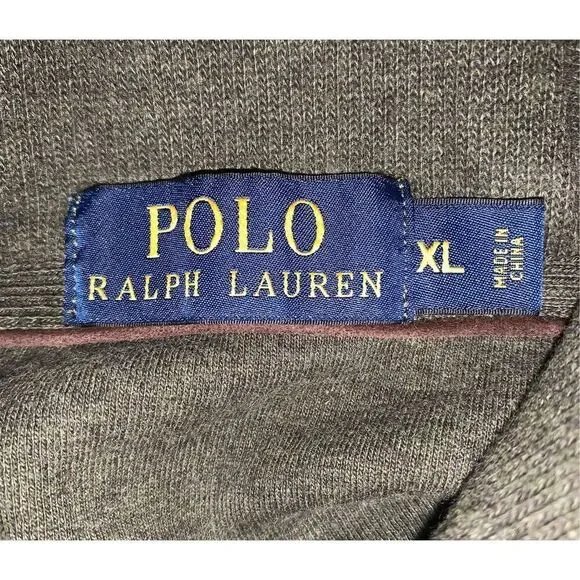 POLO
RALPH LAUREN
XL
MADE IN
CHINA